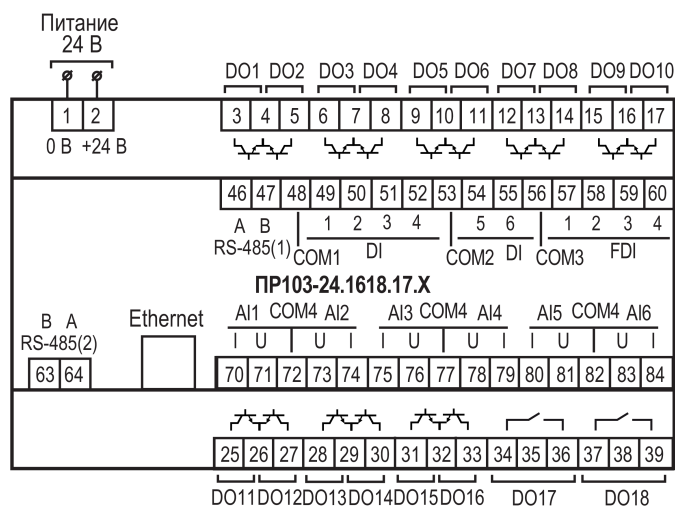 Питание
24 В
DO1 DO2 DO3 DO4 DO5 DO6 DO7 DO8 DO9 DO10
1 2 3 4 5 6 7 8 9 10 11 12 13 14 15 16 17
0 В +24 В
46 47 48 49 50 51 52 53 54 55 56 57 58 59 60
A B 1 2 3 4 5 6 1 2 3 4
RS-485(1) COM1 DI COM2 DI COM3 FDI
ПР103-24.1618.17.X
Ethernet AI1 COM4 AI2 AI3 COM4 AI4 AI5 COM4 AI6
B A I U U I I U U I I U U I
RS-485(2)
63 64 70 71 72 73 74 75 76 77 78 79 80 81 82 83 84
25 26 27 28 29 30 31 32 33 34 35 36 37 38 39
DO11 DO12 DO13 DO14 DO15 DO16 DO17 DO18